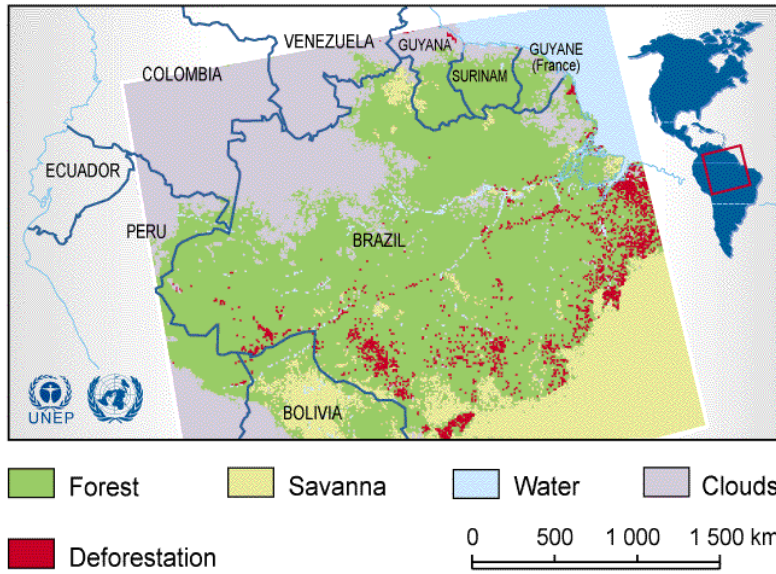 VENEZUELA
GUYANA
GUYANE
(France)
COLOMBIA
SURINAM
ECUADOR
PERU
BRAZIL
BOLIVIA
UNEP
Forest
Savanna
Water
Clouds
Deforestation
0 500 1 000 1 500 km